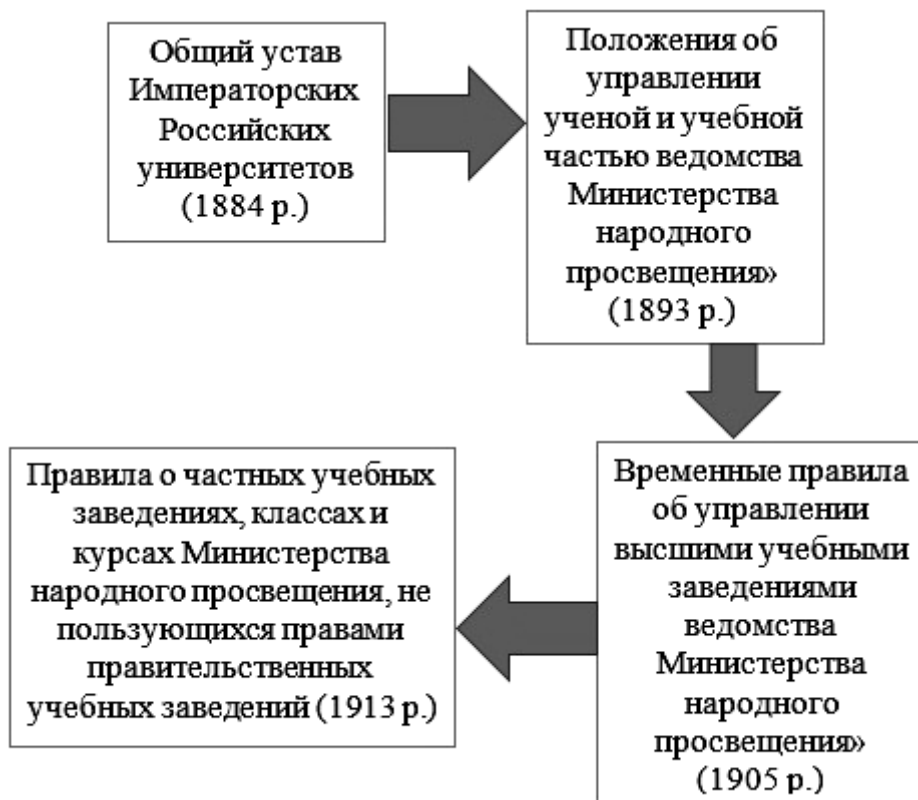 Общий устав
Императорских
Российских
университетов
(1884 р.)
Положения об
управлении
ученой и учебной
частью ведомства
Министерства
народного
просвещения»
(1893 р.)
Временные правила
об управлении
высшими учебными
заведениями
ведомства
Министерства
народного
просвещения»
(1905 р.)
Правила о частных учебных
заведениях, классах и
курсах Министерства
народного просвещения, не
пользующихся правами
правительственных
учебных заведений (1913 р.)